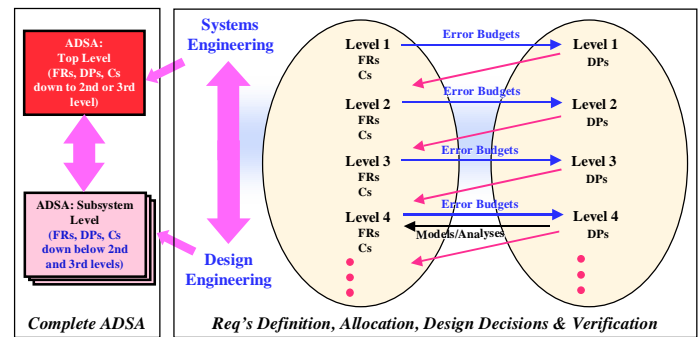 ADSA:
Top Level
(FRs, DPs, Cs
down to 2nd or 3rd
level)
ADSA: Subsystem
Level
(FRs, DPs, Cs
down below 2nd
and 3rd levels)
Complete ADSA
Systems
Engineering
Design
Engineering
Level 1
FRs
Cs
Error Budgets
Level 1
DPs
Level 2
FRs
Cs
Error Budgets
Level 2
DPs
Level 3
FRs
Cs
Error Budgets
Level 3
DPs
Level 4
FRs
Cs
Error Budgets
Models/Analyses
Level 4
DPs
Req's Definition, Allocation, Design Decisions & Verification